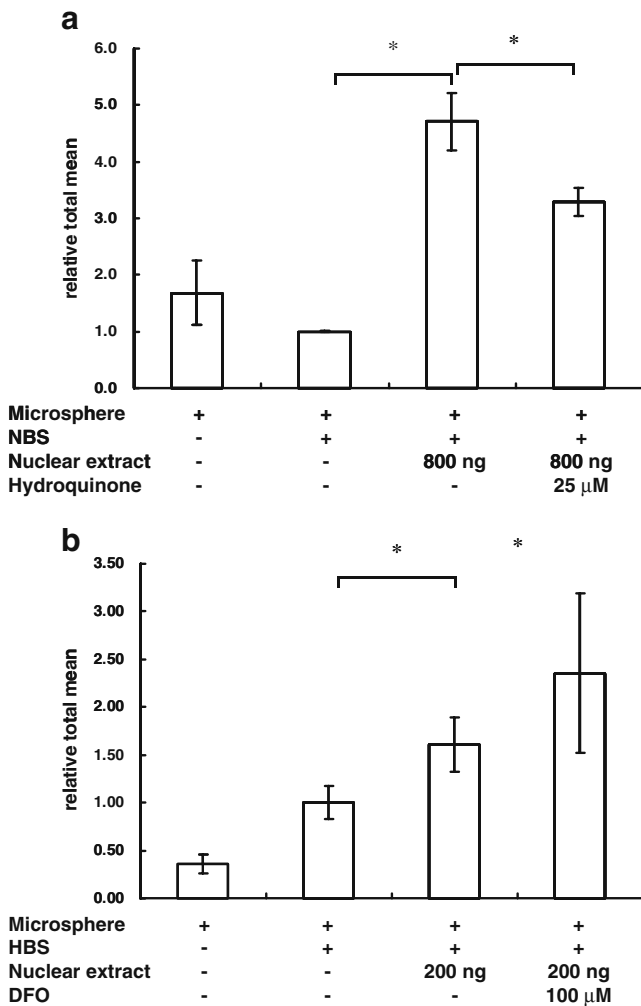 a
* *
6.0
5.0
4.0
3.0
2.0
1.0
0.0
relative total mean
Microsphere + + + +
NBS - + + +
Nuclear extract - - 800 ng 800 ng
Hydroquinone - - - 25 μM
b
* *
3.50
3.00
2.50
2.00
1.50
1.00
0.50
0.00
relative total mean
Microsphere + + + +
HBS - + + +
Nuclear extract - - 200 ng 200 ng
DFO - - - 100 μM